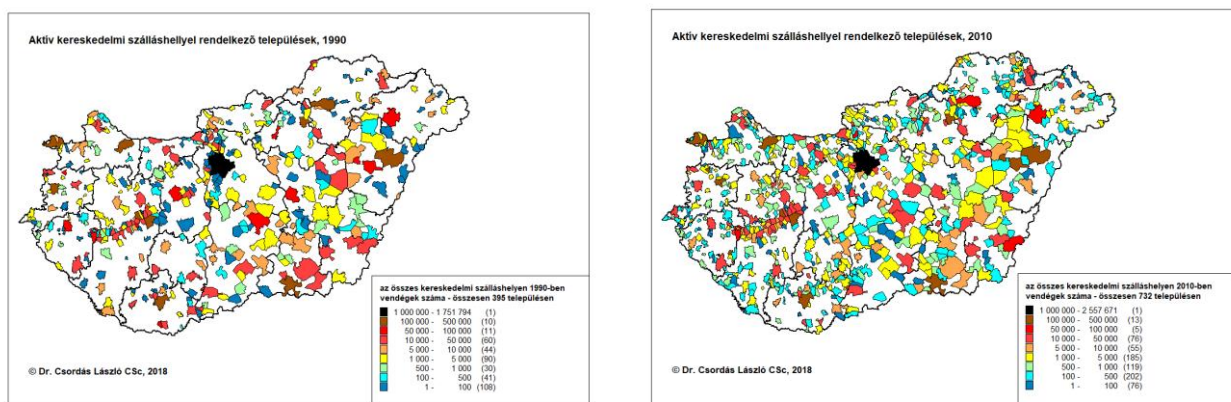 Aktív kereskedelmi szálláshellyel rendelkező települések, 1990
az összes kereskedelmi szálláshelyen 1990-ben
vendégek száma - összesen 395 településen
1 000 000 - 1 751 794 (1)
100 000 - 500 000 (10)
50 000 - 100 000 (11)
10 000 - 50 000 (60)
5 000 - 10 000 (44)
1 000 - 5 000 (90)
500 - 1 000 (30)
100 - 500 (41)
1 - 100 (108)
© Dr. Csordás László CSc, 2018
Aktív kereskedelmi szálláshellyel rendelkező települések, 2010
az összes kereskedelmi szálláshelyen 2010-ben
vendégek száma - összesen 732 településen
1 000 000 - 2 557 671 (1)
100 000 - 500 000 (13)
50 000 - 100 000 (5)
10 000 - 50 000 (76)
5 000 - 10 000 (55)
1 000 - 5 000 (185)
500 - 1 000 (119)
100 - 500 (202)
1 - 100 (76)
© Dr. Csordás László CSc, 2018